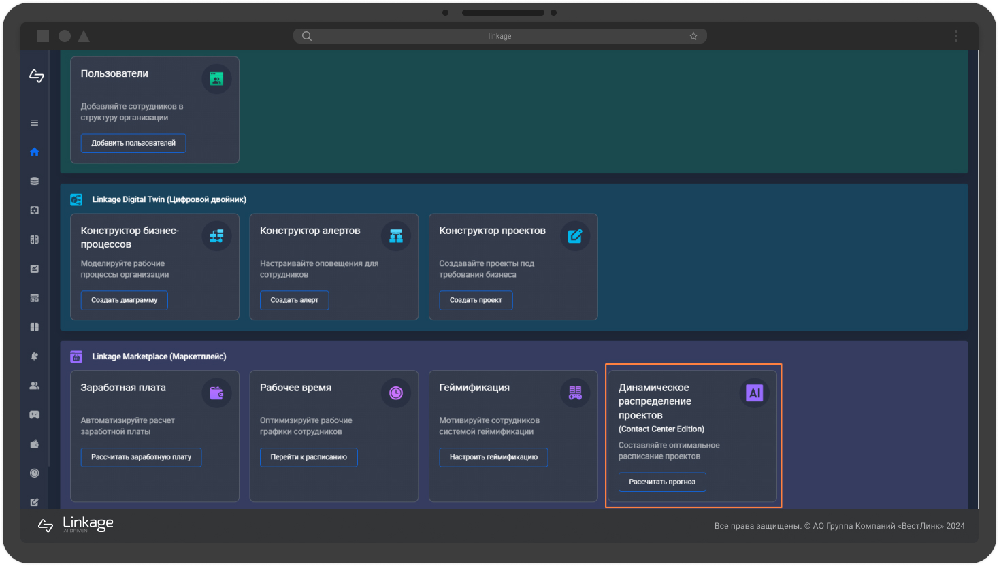 linkage
Пользователи
Добавляйте сотрудников в
структуру организации
Добавить пользователей
Linkage Digital Twin (Цифровой двойник)
Конструктор бизнес-
процессов
Моделируйте рабочие
процессы организации
Создать диаграмму
Конструктор алертов
Настраивайте оповещения для
сотрудников
Создать алерт
Конструктор проектов
Создавайте проекты под
требования бизнеса
Создать проект
Linkage Marketplace (Маркетплейс)
Заработная плата
Автоматизируйте расчет
заработной платы
Рассчитать заработную плату
Рабочее время
Оптимизируйте рабочие
графики сотрудников
Перейти к расписанию
Геймификация
Мотивируйте сотрудников
системой геймификации
Настроить геймификацию
Динамическое
распределение
проектов
(Contact Center Edition)
AI
Составляйте оптимальное
расписание проектов
Рассчитать прогноз
Linkage
AI DRIVEN
Все права защищены. © АО Группа Компаний «ВестЛинк» 2024